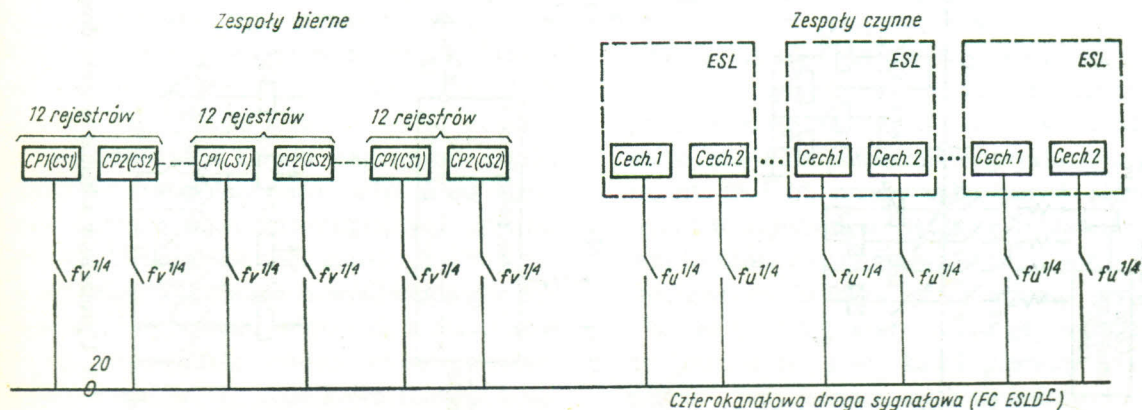 Zespoły bierne
Zespoły czynne
ESL
ESL
ESL
12 rejestrów
12 rejestrów
12 rejestrów
CP1(CS1)
CP2(CS2)
CP1(CS1)
CP2(CS2)
CP1(CS1)
CP2(CS2)
Cech.1
Cech.2
Cech.1
Cech.2
Cech.1
Cech.2
fv 1/4
fv 1/4
fv 1/4
fv 1/4
fv 1/4
fv 1/4
fu 1/4
fu 1/4
fu 1/4
fu 1/4
fu 1/4
fu 1/4
20
0
Czterokanałowa droga sygnałowa (FC ESLD)